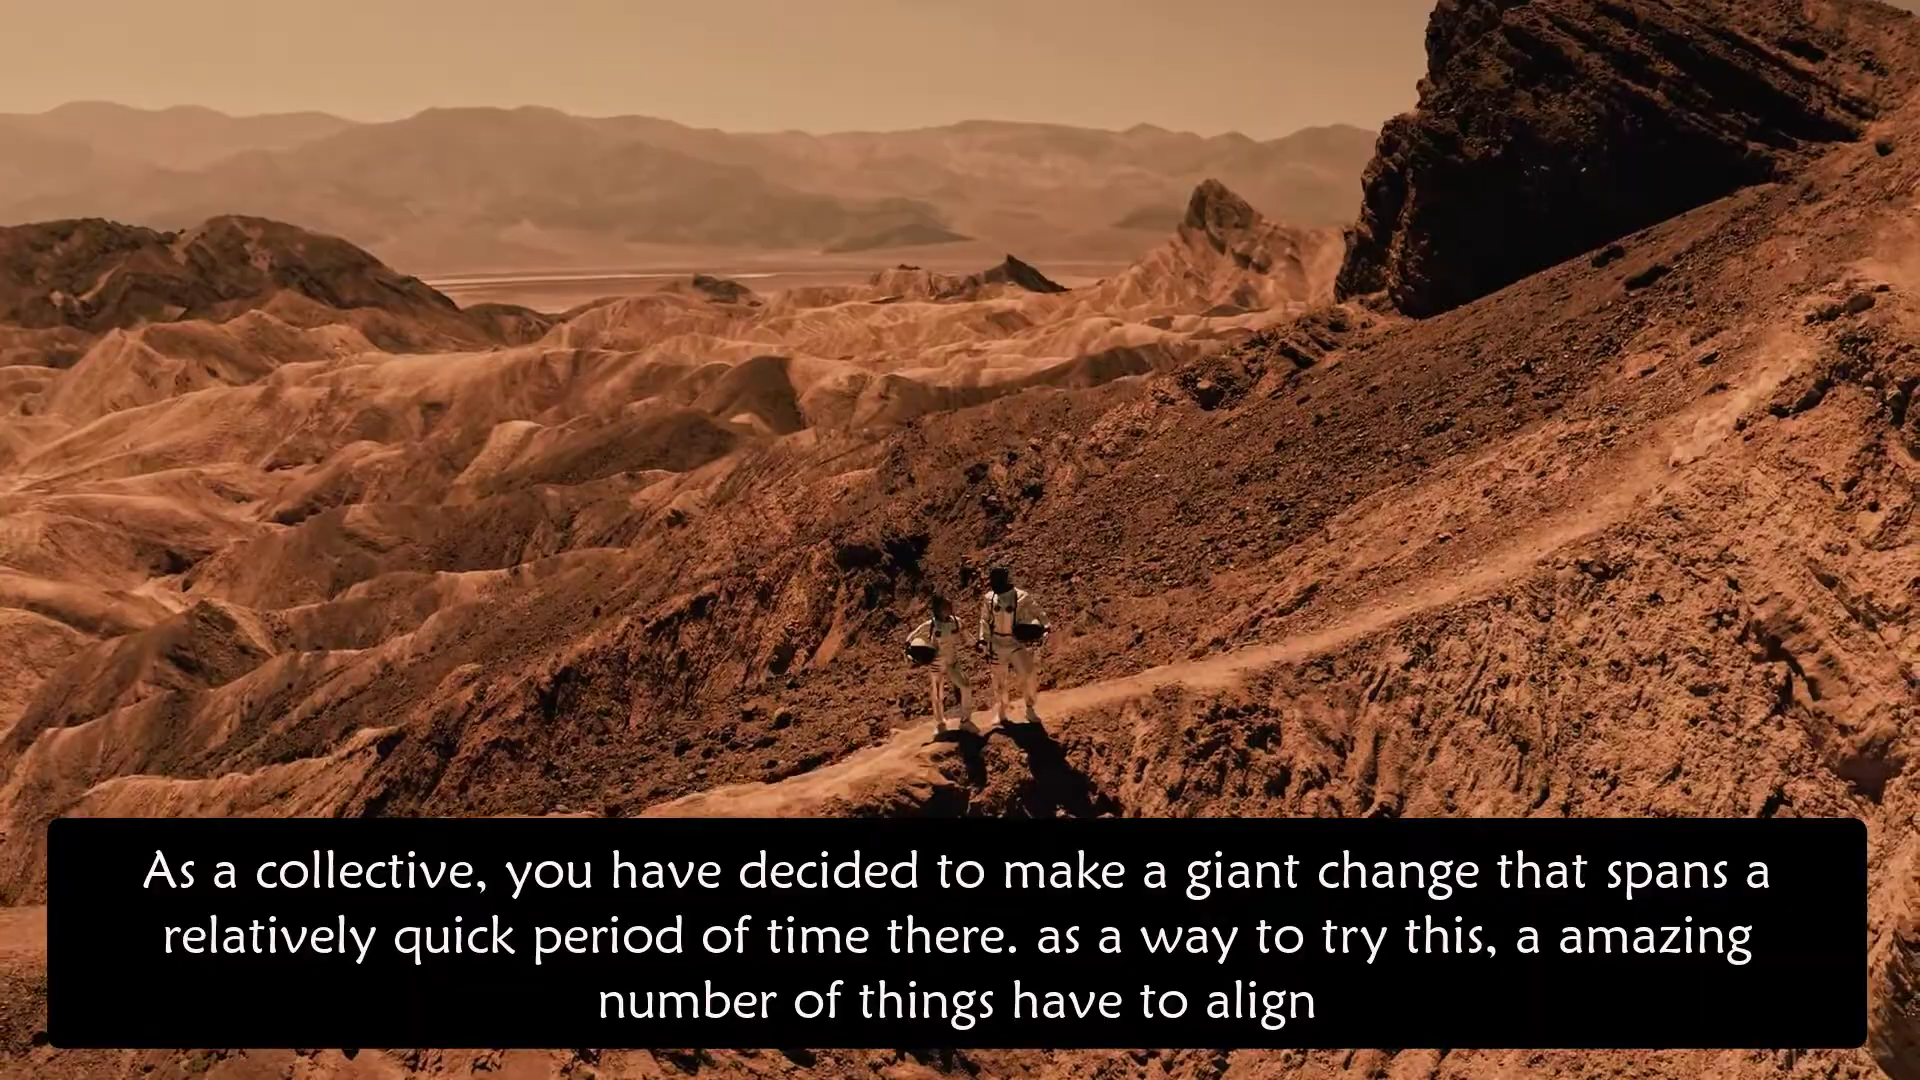 As a collective, you have decided to make a giant change that spans a
relatively quick period of time there. as a way to try this, a amazing
number of things have to align